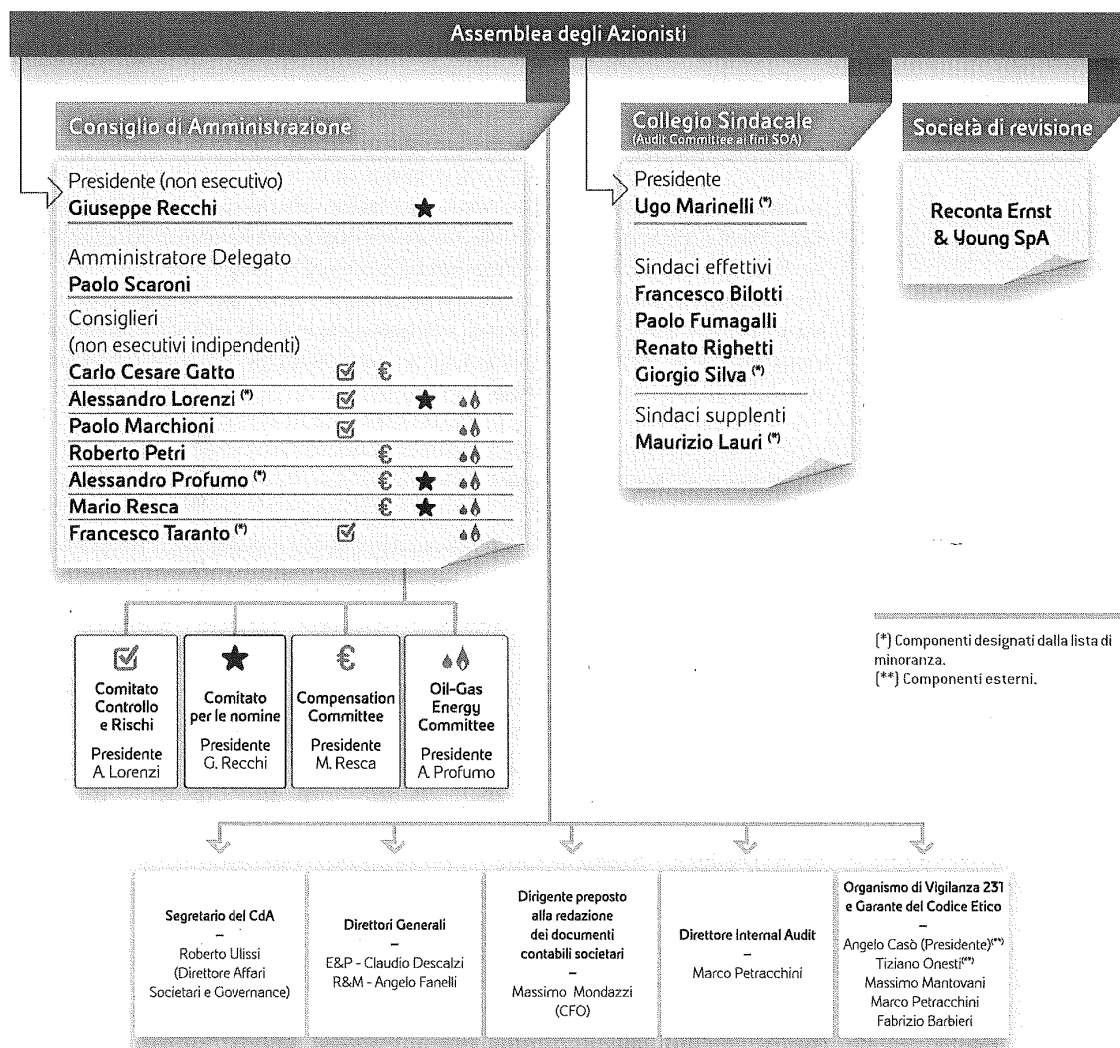 Assemblea degli Azionisti
Consiglio di Amministrazione
Presidente (non esecutivo)
Giuseppe Recchi
Amministratore Delegato
Paolo Scaroni
Consiglieri
(non esecutivi indipendenti)
Carlo Cesare Gatto €
Alessandro Lorenzi (*)
Paolo Marchioni
Roberto Petri €
Alessandro Profumo (*) €
Mario Resca €
Francesco Taranto (*)
Collegio Sindacale
(Audit Committee ai fini SOA)
Presidente
Ugo Marinelli (*)
Sindaci effettivi
Francesco Bilotti
Paolo Fumagalli
Renato Righetti
Giorgio Silva (*)
Sindaci supplenti
Maurizio Lauri (*)
Società di revisione
Reconta Ernst
& Young SpA
(*) Componenti designati dalla lista di
minoranza.
(**) Componenti esterni.
Comitato
Controllo
e Rischi
Presidente
A. Lorenzi
Comitato
per le nomine
Presidente
G. Recchi
€
Compensation
Committee
Presidente
M. Resca
Oil-Gas
Energy
Committee
Presidente
A. Profumo
Segretario del CdA
–
Roberto Ulissi
(Direttore Affari
Societari e Governance)
Direttori Generali
–
E&P - Claudio Descalzi
R&M - Angelo Fanelli
Dirigente preposto
alla redazione
dei documenti
contabili societari
–
Massimo Mondazzi
(CFO)
Direttore Internal Audit
–
Marco Petracchini
Organismo di Vigilanza 231
e Garante del Codice Etico
–
Angelo Casò (Presidente)(**)
Tiziano Onesti(**)
Massimo Mantovani
Marco Petracchini
Fabrizio Barbieri